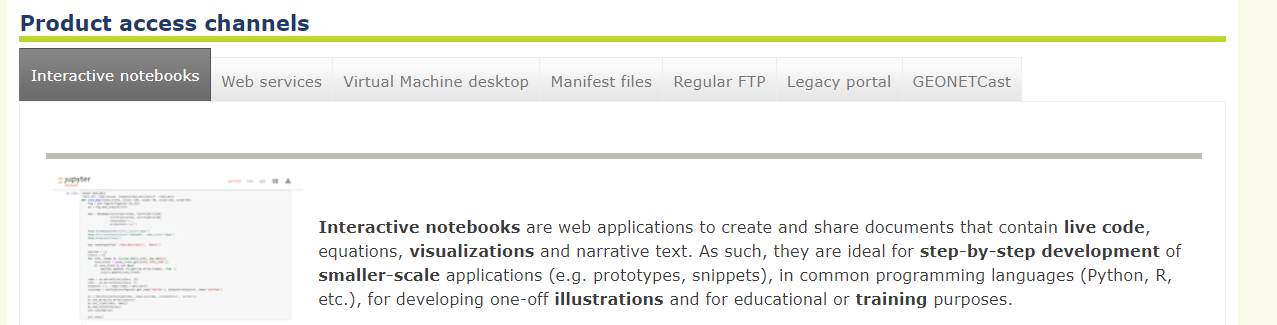 Product access channels
Interactive notebooks Web services Virtual Machine desktop Manifest files Regular FTP Legacy portal GEONETCast
jupyter
Interactive notebooks are web applications to create and share documents that contain live code,
equations, visualizations and narrative text. As such, they are ideal for step-by-step development of
smaller-scale applications (e.g. prototypes, snippets), in common programming languages (Python, R,
etc.), for developing one-off illustrations and for educational or training purposes.